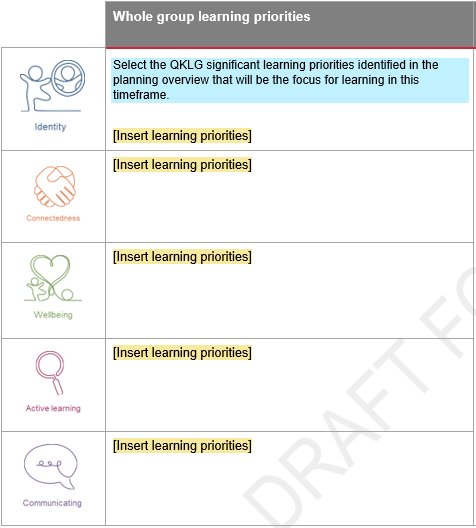 Whole group learning priorities
Select the QKLG significant learning priorities identified in the
planning overview that will be the focus for learning in this
timeframe.
Identity
[Insert learning priorities]
[Insert learning priorities]
Connectedness
[Insert learning priorities]
Wellbeing
[Insert learning priorities]
Active learning
[Insert learning priorities]
Communicating
DRAFT FO